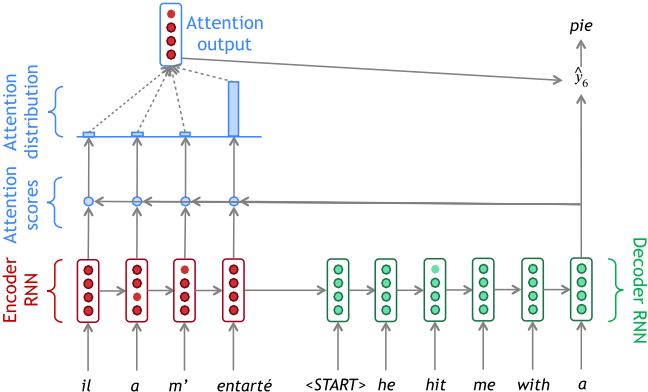 Attention
output
pie
ŷ6
Attention
distribution
Attention
scores
Encoder
RNN
Decoder RNN
il a m’ entarté <START> he hit me with a